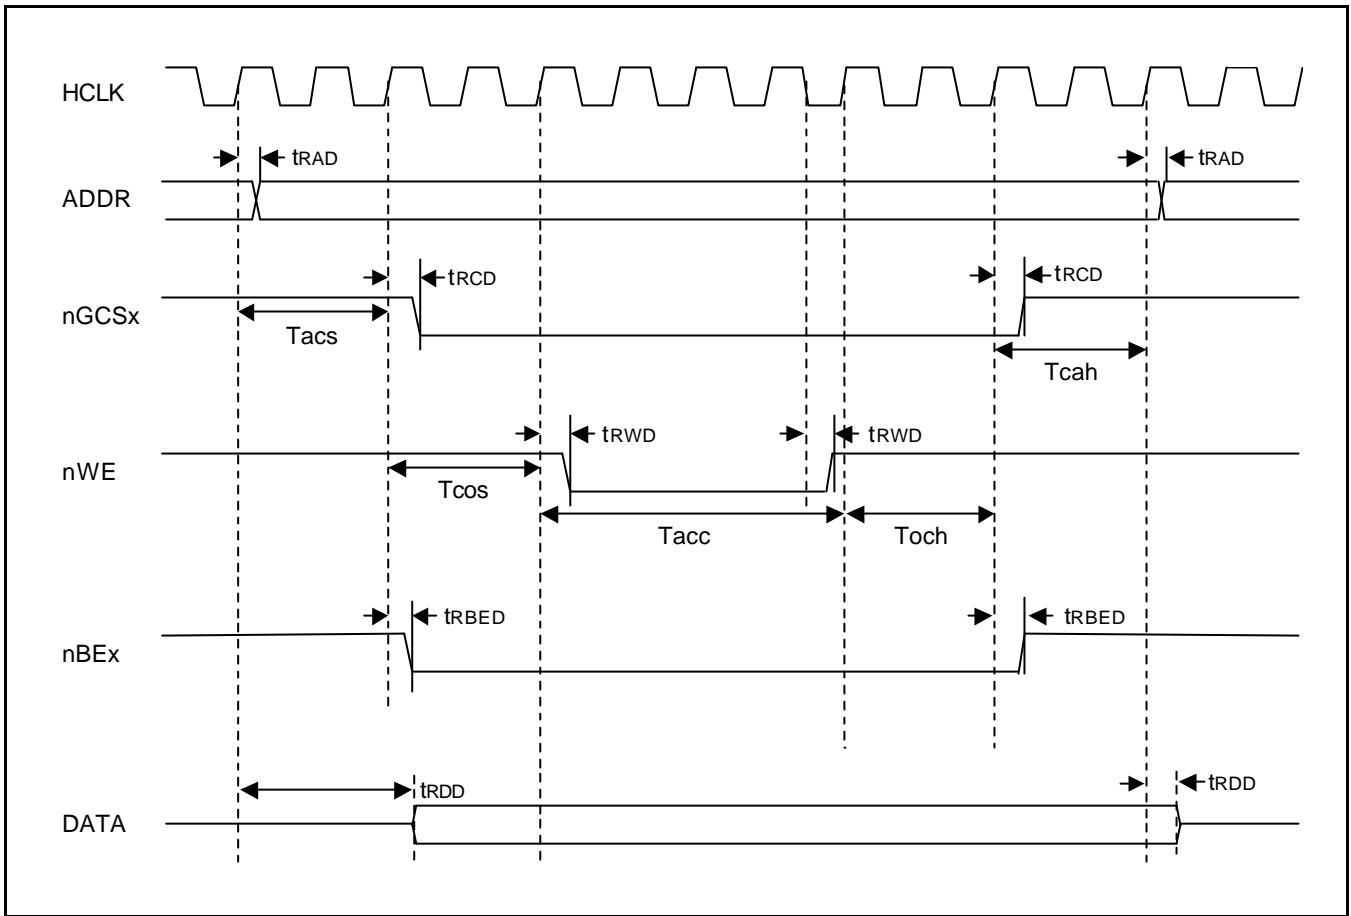 HCLK
tRAD tRAD
ADDR
tRCD tRCD
nGCSx
Tacs
Tcah
tRWD tRWD
nWE
Tcos
Tacc Toch
tRBED tRBED
nBEx
tRDD tRDD
DATA